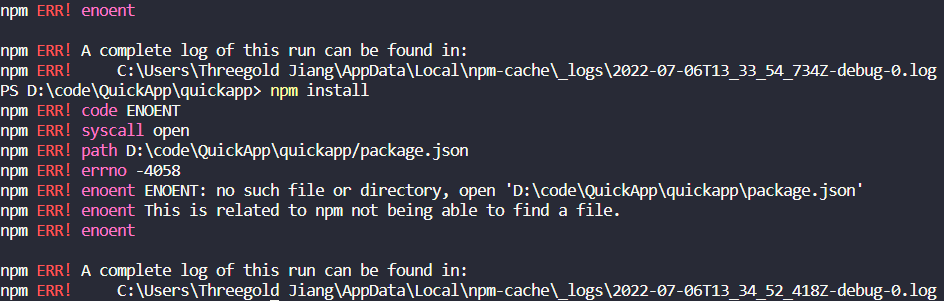 npm ERR! enoent
npm ERR! A complete log of this run can be found in:
npm ERR!     C:\Users\Threegold Jiang\AppData\Local\npm-cache\_logs\2022-07-06T13_33_54_734Z-debug-0.log
PS D:\code\QuickApp\quickapp> npm install
npm ERR! code ENOENT
npm ERR! syscall open
npm ERR! path D:\code\QuickApp\quickapp/package.json
npm ERR! errno -4058
npm ERR! enoent ENOENT: no such file or directory, open 'D:\code\QuickApp\quickapp\package.json'
npm ERR! enoent This is related to npm not being able to find a file.
npm ERR! enoent
npm ERR! A complete log of this run can be found in:
npm ERR!     C:\Users\Threegold Jiang\AppData\Local\npm-cache\_logs\2022-07-06T13_34_52_418Z-debug-0.log